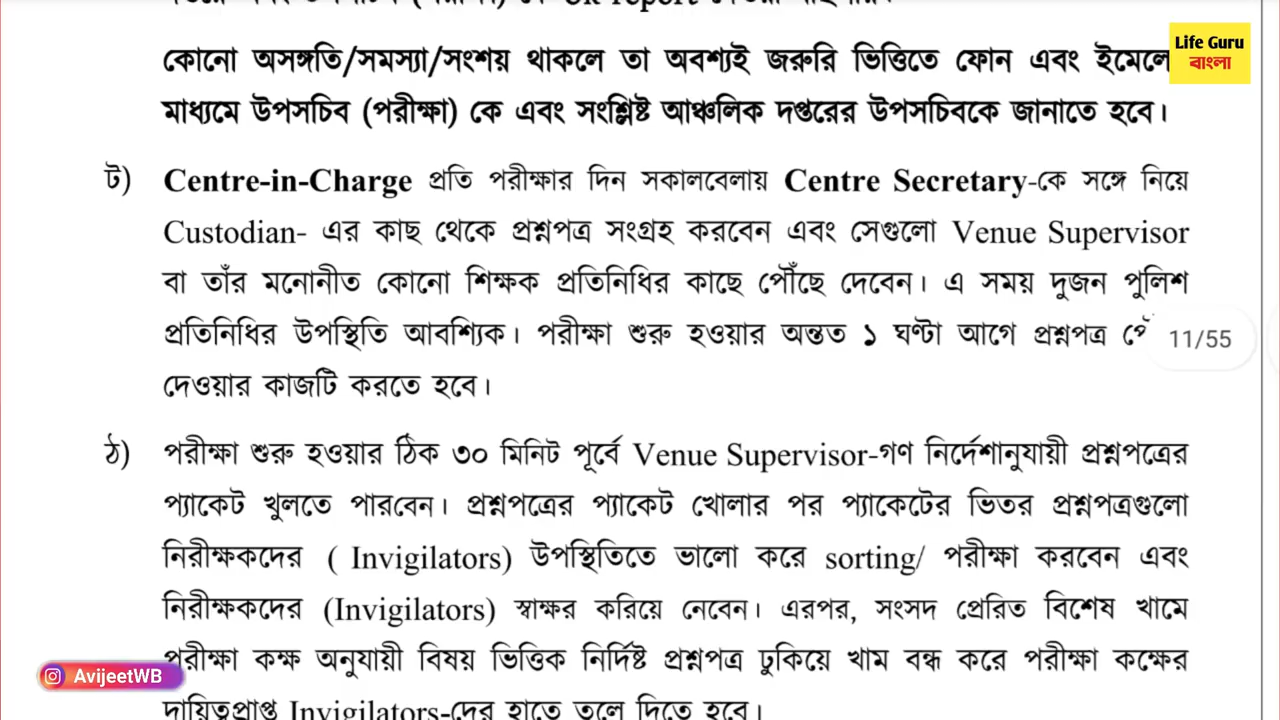 OK report
Life Guru
বাংলা
কোনো অসঙ্গতি/সমস্যা/সংশয় থাকলে তা অবশ্যই জরুরি ভিত্তিতে ফোন এবং ইমেলে
মাধ্যমে উপসচিব (পরীক্ষা) কে এবং সংশ্লিষ্ট আঞ্চলিক দপ্তরের উপসচিবকে জানাতে হবে।
ট) Centre-in-Charge প্রতি পরীক্ষার দিন সকালবেলায় Centre Secretary-কে সঙ্গে নিয়ে
Custodian- এর কাছ থেকে প্রশ্নপত্র সংগ্রহ করবেন এবং সেগুলো Venue Supervisor
বা তাঁর মনোনীত কোনো শিক্ষক প্রতিনিধির কাছে পৌঁছে দেবেন। এ সময় দুজন পুলিশ
প্রতিনিধির উপস্থিতি আবশ্যিক। পরীক্ষা শুরু হওয়ার অন্তত ১ ঘণ্টা আগে প্রশ্নপত্র
11/55
দেওয়ার কাজটি করতে হবে।
ঠ) পরীক্ষা শুরু হওয়ার ঠিক ৩০ মিনিট পূর্বে Venue Supervisor-গণ নির্দেশানুযায়ী প্রশ্নপত্রের
প্যাকেট খুলতে পারবেন। প্রশ্নপত্রের প্যাকেট খোলার পর প্যাকেটের ভিতর প্রশ্নপত্রগুলো
নিরীক্ষকদের ( Invigilators) উপস্থিতিতে ভালো করে sorting/ পরীক্ষা করবেন এবং
নিরীক্ষকদের (Invigilators) স্বাক্ষর করিয়ে নেবেন। এরপর, সংসদ প্রেরিত বিশেষ খামে
পরীক্ষা কক্ষ অনুযায়ী বিষয় ভিত্তিক নির্দিষ্ট প্রশ্নপত্র ঢুকিয়ে খাম বন্ধ করে পরীক্ষা কক্ষের
AvijeetWB
দায়িত্বপ্রাপ্ত Invigilators-দের হাতে তুলে দিতে হবে।